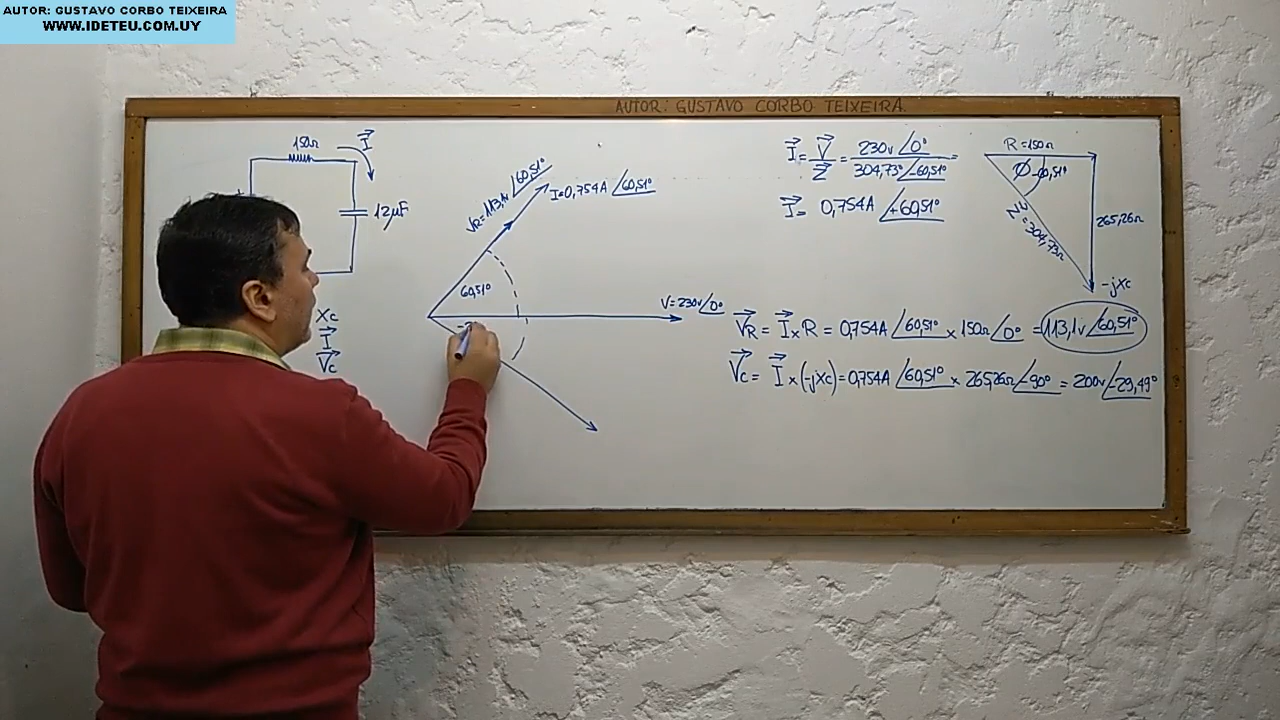 AUTOR: GUSTAVO CORBO TEIXEIRA
WWW.IDETEU.COM.UY
AUTOR: GUSTAVO CORBO TEIXEIRA.
150Ω
I
+
12μF
Xc
I
Vc
VR=113,1v ∠60,51°
I=0,754A ∠60,51°
60,51°
V=230v ∠0°
I = V/Z = 230v ∠0° / 304,73° ∠-60,51° =
I = 0,754A ∠+60,51°
R=150Ω
Ø -60,51°
Z = 304,73Ω
265,26Ω
-jXc
VR = I x R = 0,754A ∠60,51° x 150Ω ∠0° = 113,1v ∠60,51°
Vc = I x (-jXc) = 0,754A ∠60,51° x 265,26Ω ∠-90° = 200v ∠-29,49°